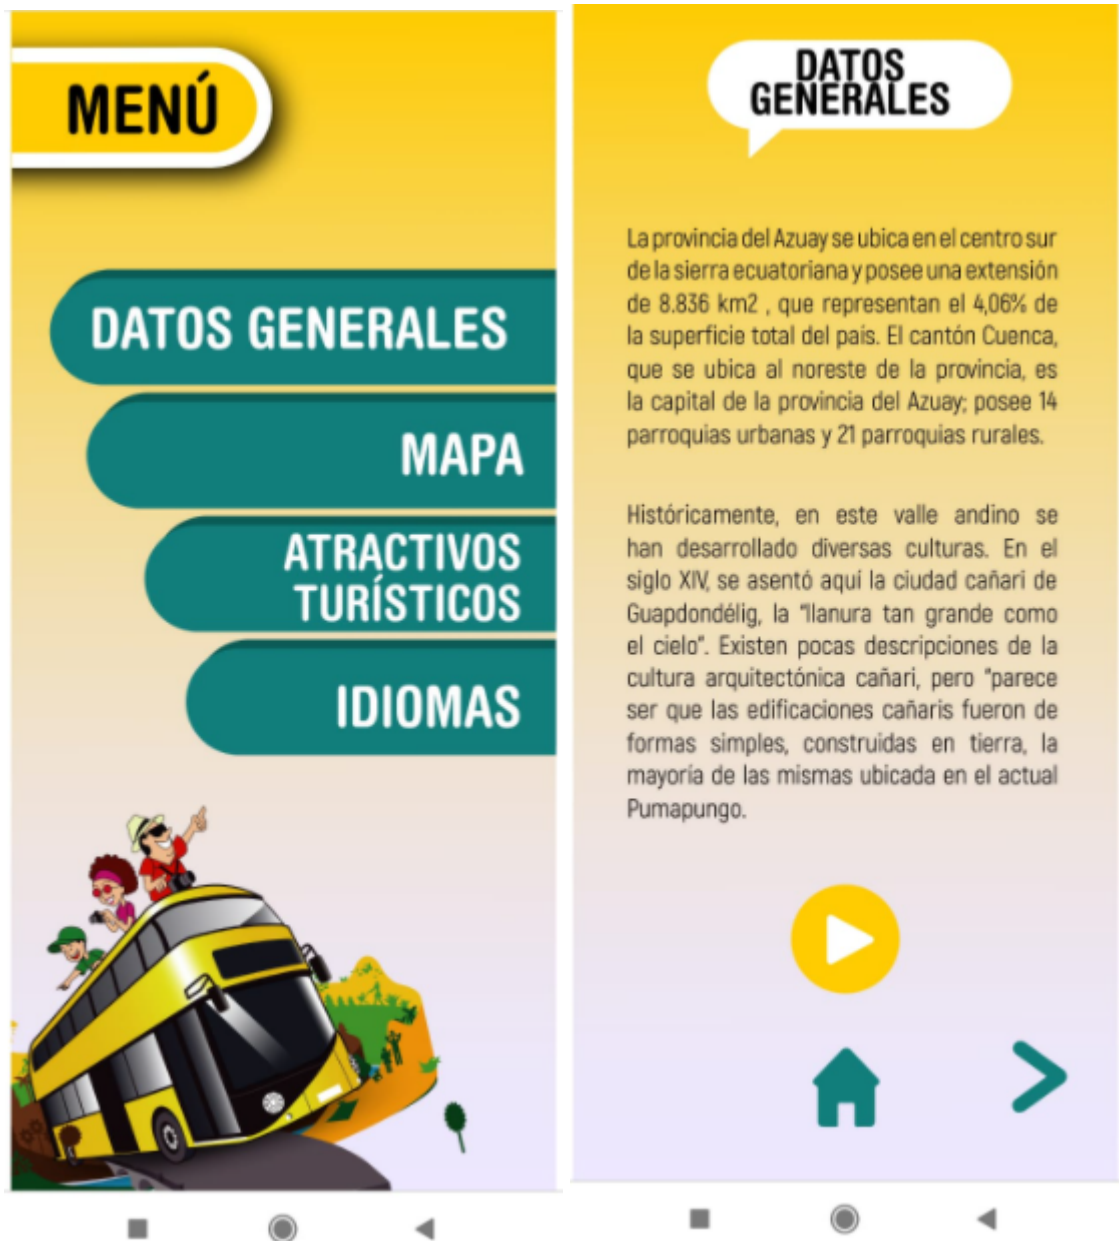 MENÚ
DATOS GENERALES
MAPA
ATRACTIVOS
TURÍSTICOS
IDIOMAS
DATOS
GENERALES
La provincia del Azuay se ubica en el centro sur
de la sierra ecuatoriana y posee una extensión
de 8.836 km2 , que representan el 4,06% de
la superficie total del país. El cantón Cuenca,
que se ubica al noreste de la provincia, es
la capital de la provincia del Azuay; posee 14
parroquias urbanas y 21 parroquias rurales.
Históricamente, en este valle andino se
han desarrollado diversas culturas. En el
siglo XIV, se asentó aquí la ciudad cañari de
Guapdondélig, la "llanura tan grande como
el cielo". Existen pocas descripciones de la
cultura arquitectónica cañari, pero "parece
ser que las edificaciones cañaris fueron de
formas simples, construidas en tierra, la
mayoría de las mismas ubicada en el actual
Pumapungo.